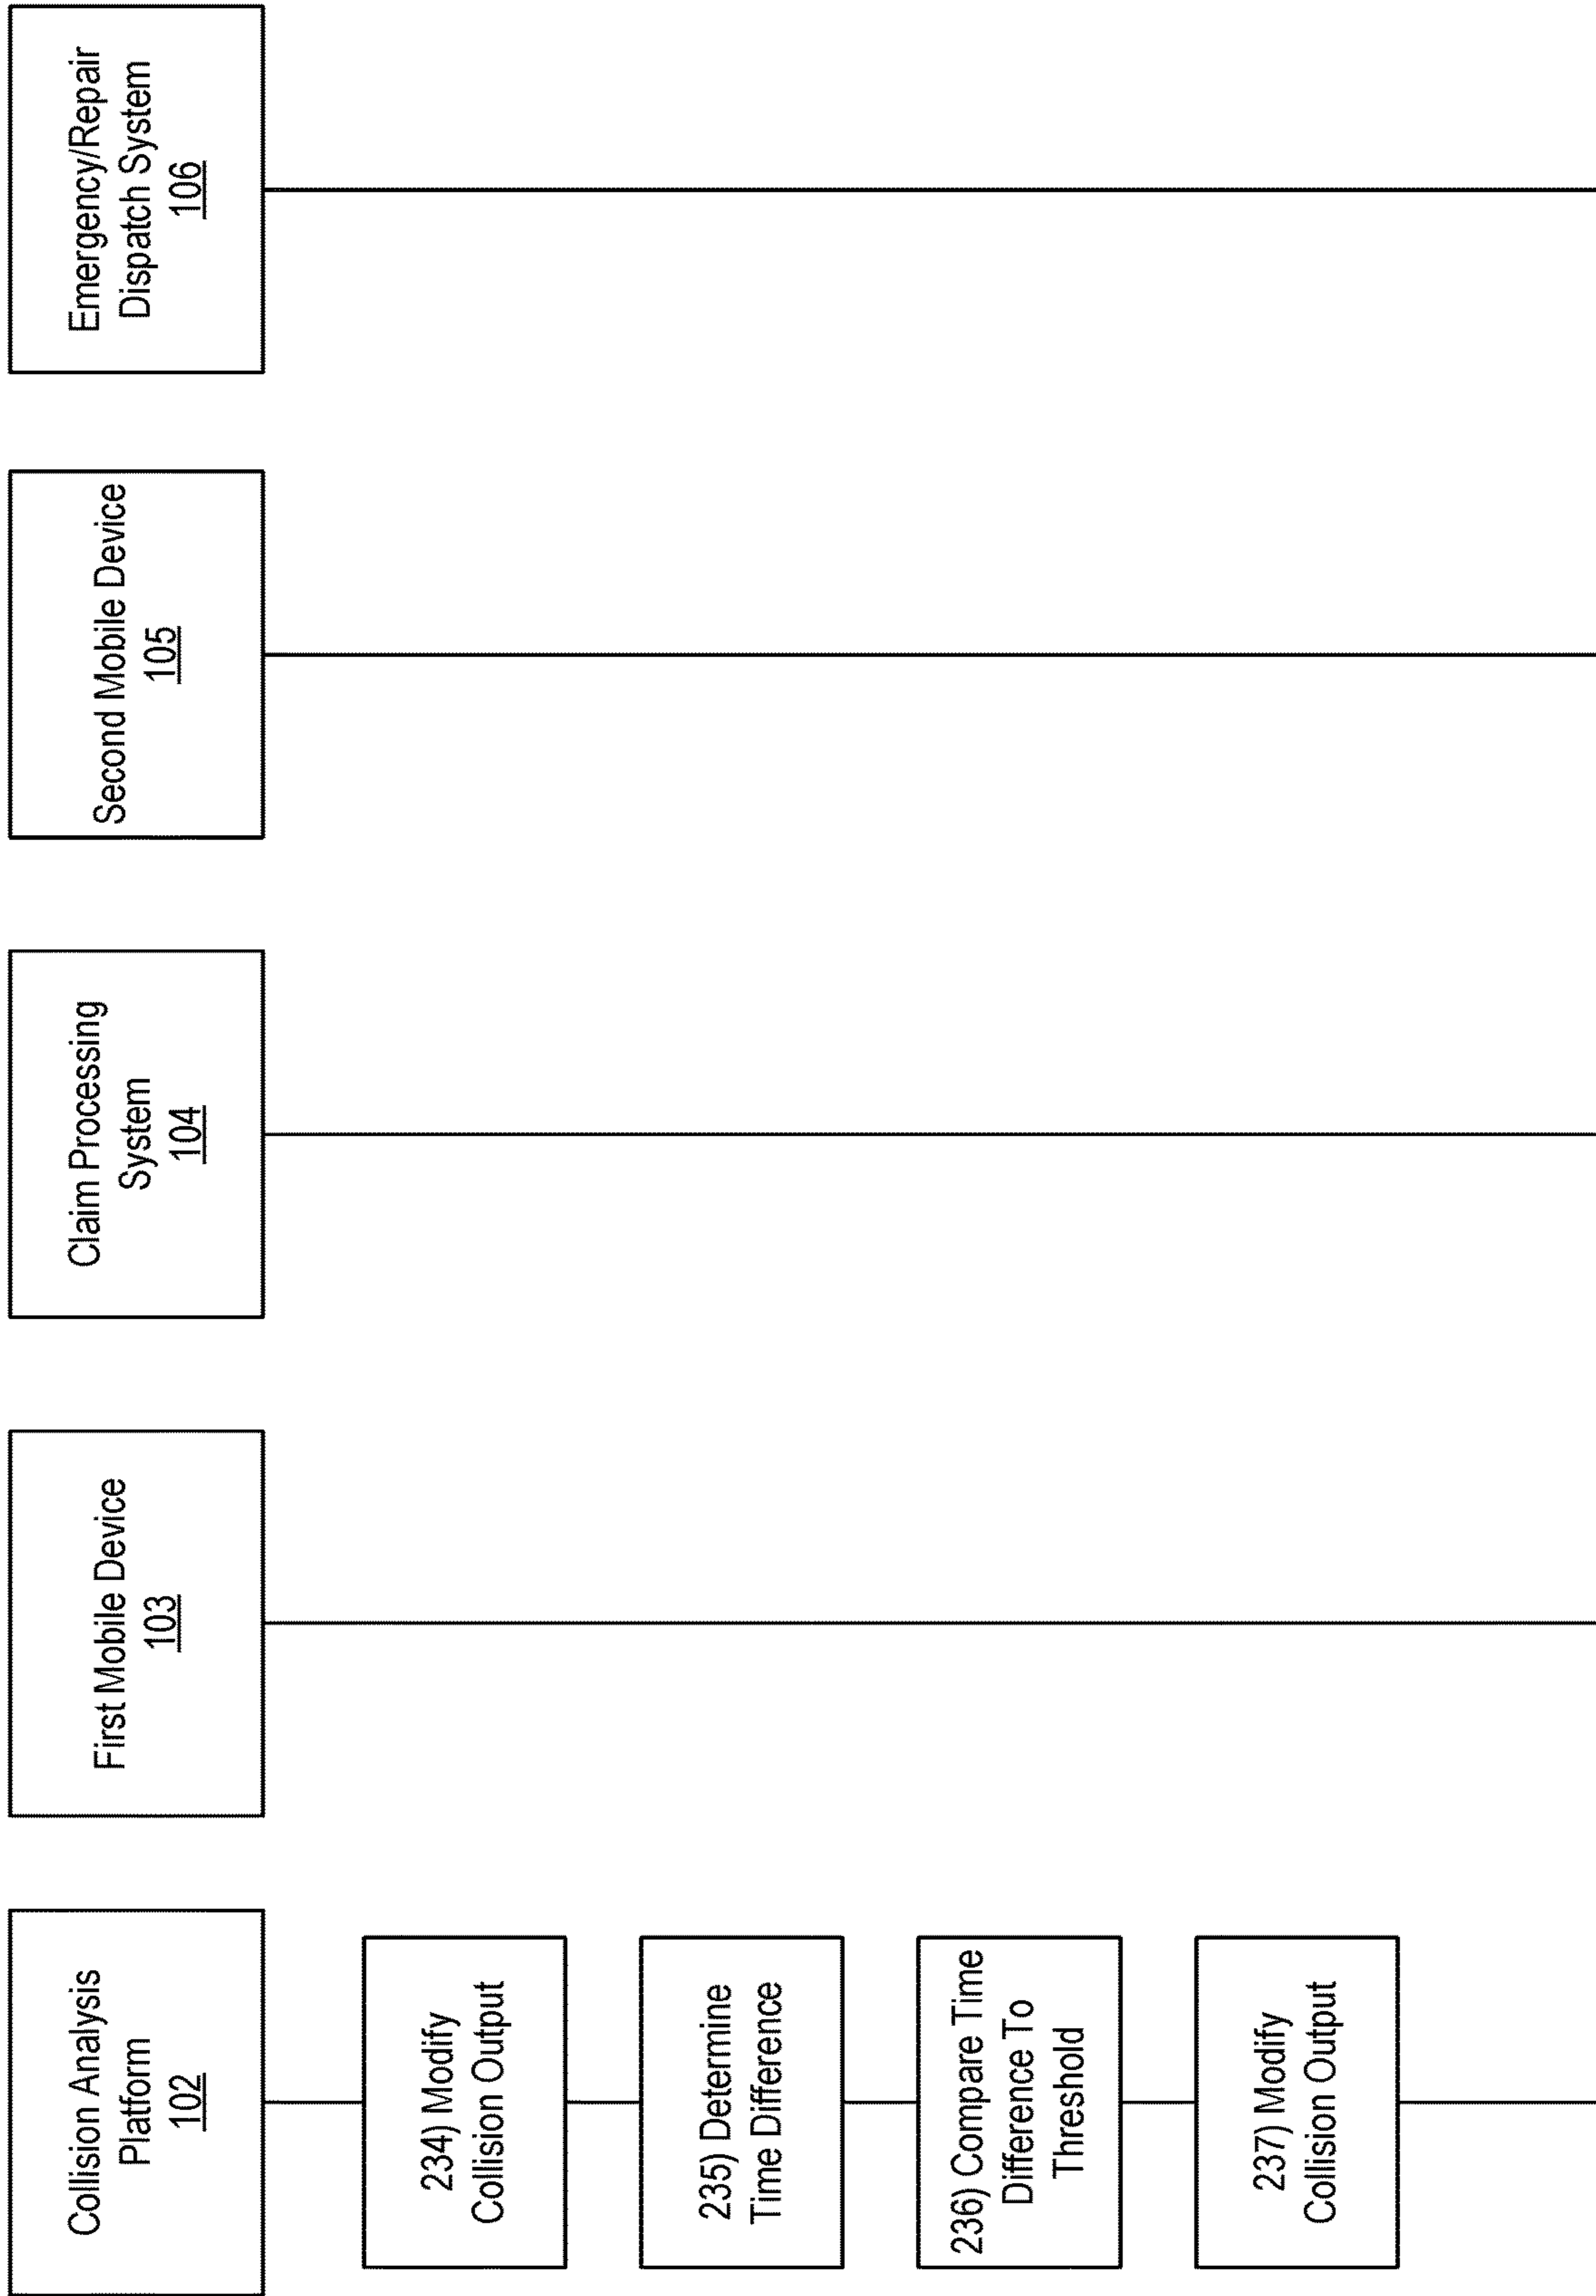 Collision Analysis
Platform
102
First Mobile Device
103
Claim Processing
System
104
Second Mobile Device
105
Emergency/Repair
Dispatch System
106
234) Modify
Collision Output
235) Determine
Time Difference
236) Compare Time
Difference To
Threshold
237) Modify
Collision Output